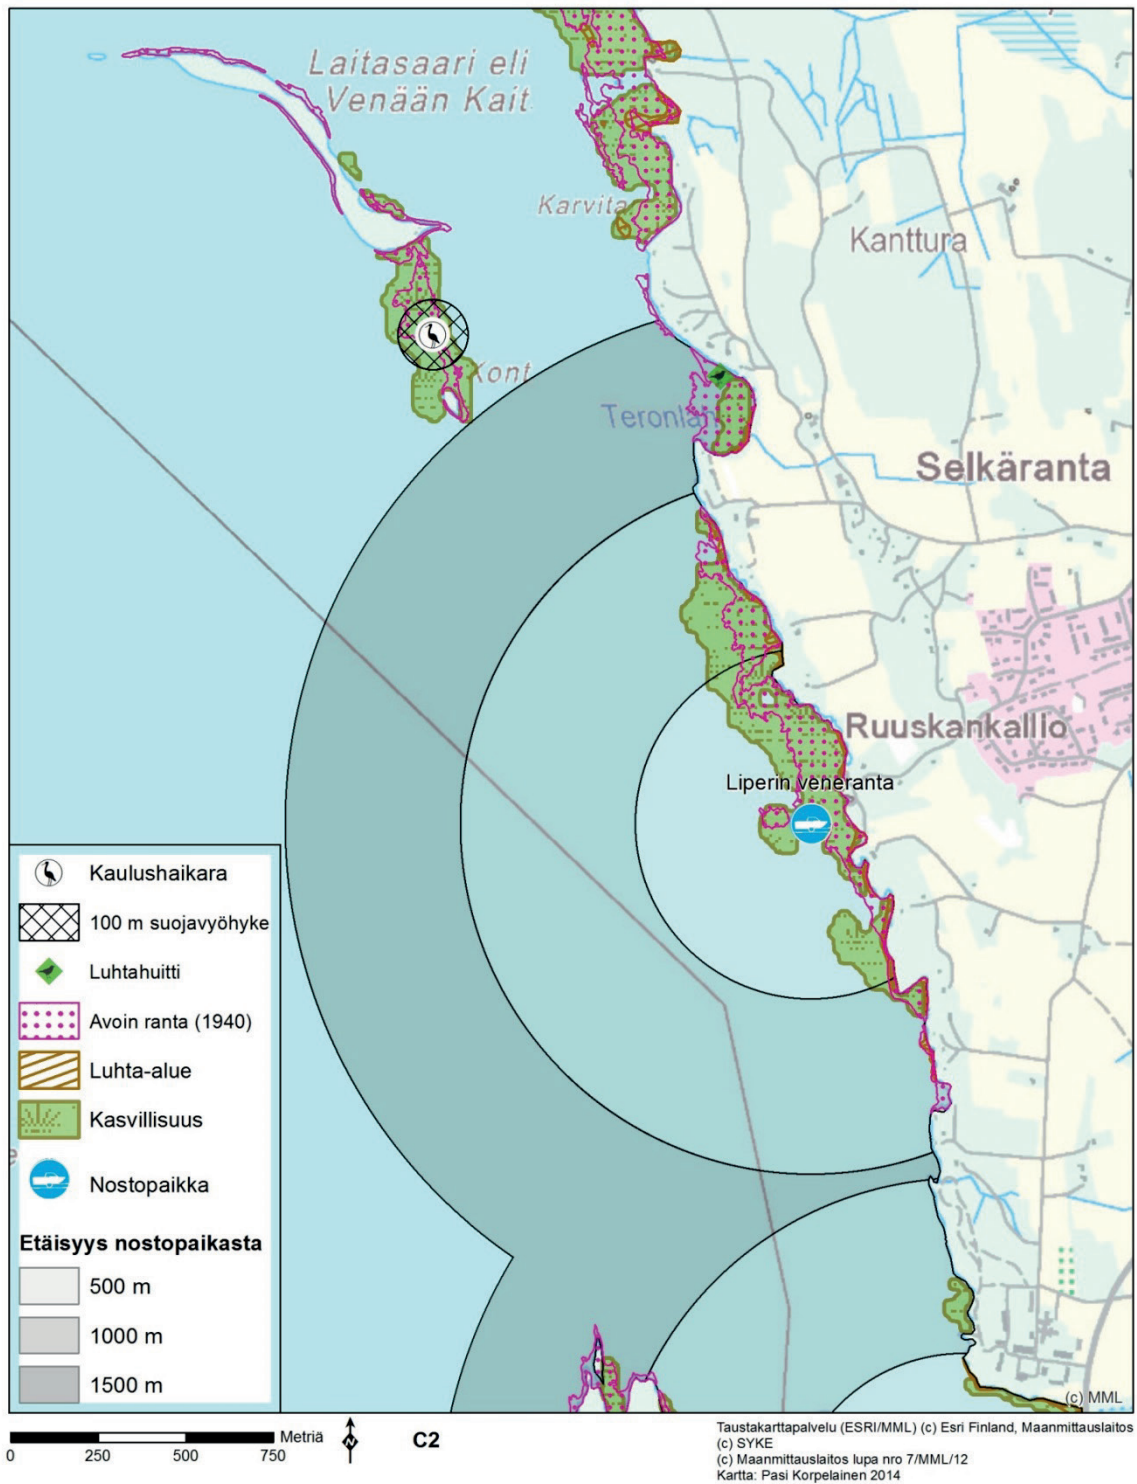 Laitasaari eli
Venään Kait
Karvita
Kanttura
Kont
Teronlah
Selkäranta
Ruuskankallio
Liperin veneranta
Kaulushaikara
100 m suojavyöhyke
Luhtahuitti
Avoin ranta (1940)
Luhta-alue
Kasvillisuus
Nostopaikka
Etäisyys nostopaikasta
500 m
1000 m
1500 m
e
(c) MML
Metriä
0 250 500 750
N
C2
Taustakarttapalvelu (ESRI/MML) (c) Esri Finland, Maanmittauslaitos
(c) SYKE
(c) Maanmittauslaitos lupa nro 7/MML/12
Kartta: Pasi Korpelainen 2014